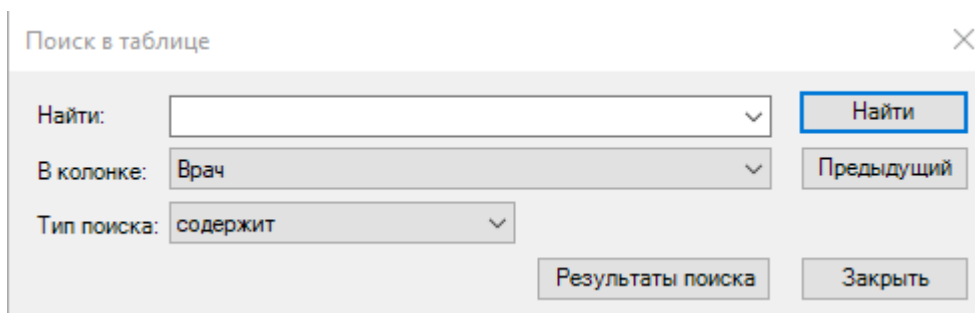 Поиск в таблице
Найти: Найти
В колонке: Врач Предыдущий
Тип поиска: содержит
Результаты поиска Закрыть